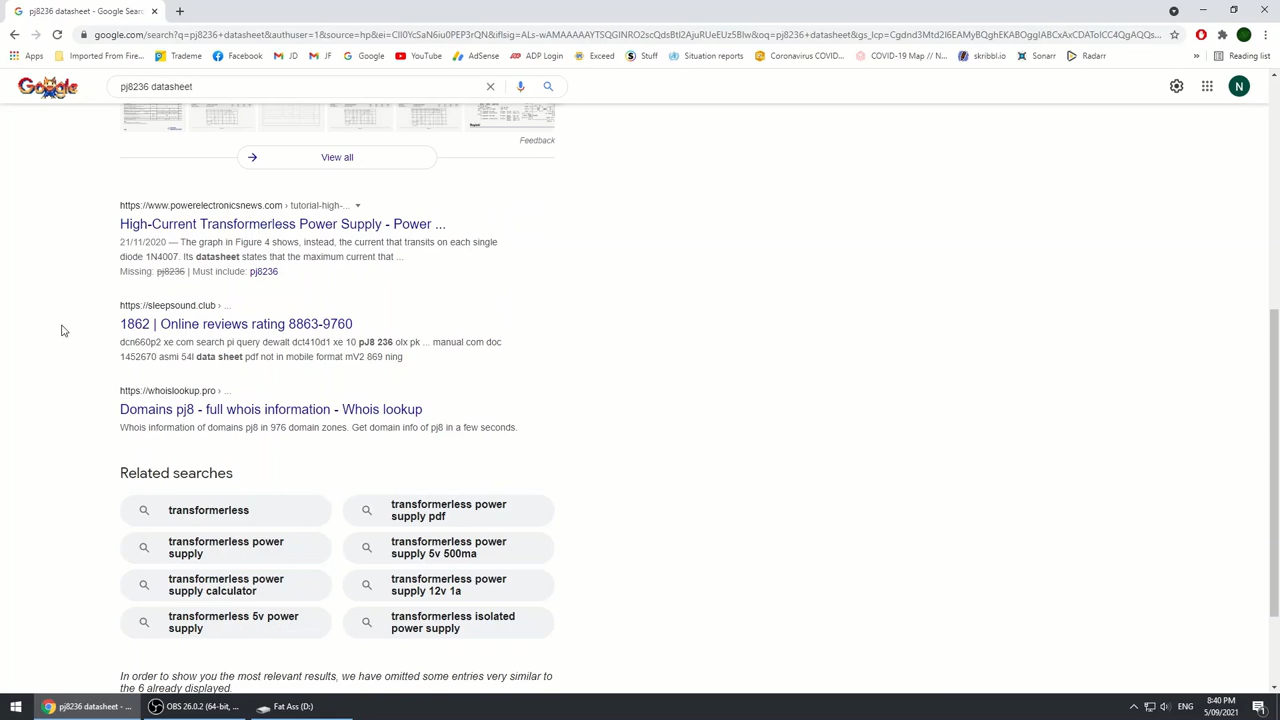 pj8236 datasheet - Google Sear
google.com/search?q=pj8236+datasheet&authuser=1&source=hp&ei=
Apps
Imported From Fire...
Trademe
Facebook
JD
JF
Google
YouTube
AdSense
ADP Login
Exceed
Stuff
Situation reports
Coronavirus COVID...
COVID-19 Map // N...
skribbl.io
Sonarr
Radarr
»
Reading list
Google
pj8236 datasheet
N
Feedback
View all
https://www.powerelectronicsnews.com › tutorial-high-...
High-Current Transformerless Power Supply - Power ...
21/11/2020 — The graph in Figure 4 shows, instead, the current that transits on each single
diode 1N4007. Its datasheet states that the maximum current that ...
Missing: pj8236 | Must include: pj8236
https://sleepsound.club › ...
1862 | Online reviews rating 8863-9760
dcn660p2 xe com search pi query dewalt dct410d1 xe 10 pJ8 236 olx pk ... manual com doc
1452670 asmi 54l data sheet pdf not in mobile format mV2 869 ning
https://whoislookup.pro › ...
Domains pj8 - full whois information - Whois lookup
Whois information of domains pj8 in 976 domain zones. Get domain info of pj8 in a few seconds.
Related searches
transformerless
transformerless power
supply pdf
transformerless power
supply
transformerless power
supply 5v 500ma
transformerless power
supply calculator
transformerless power
supply 12v 1a
transformerless 5v power
supply
transformerless isolated
power supply
In order to show you the most relevant results, we have omitted some entries very similar to
the 6 already displayed.
pj8236 datasheet - ...
OBS 26.0.2 (64-bit, ...
Fat Ass (D:)
ENG
8:40 PM
5/09/2021
1